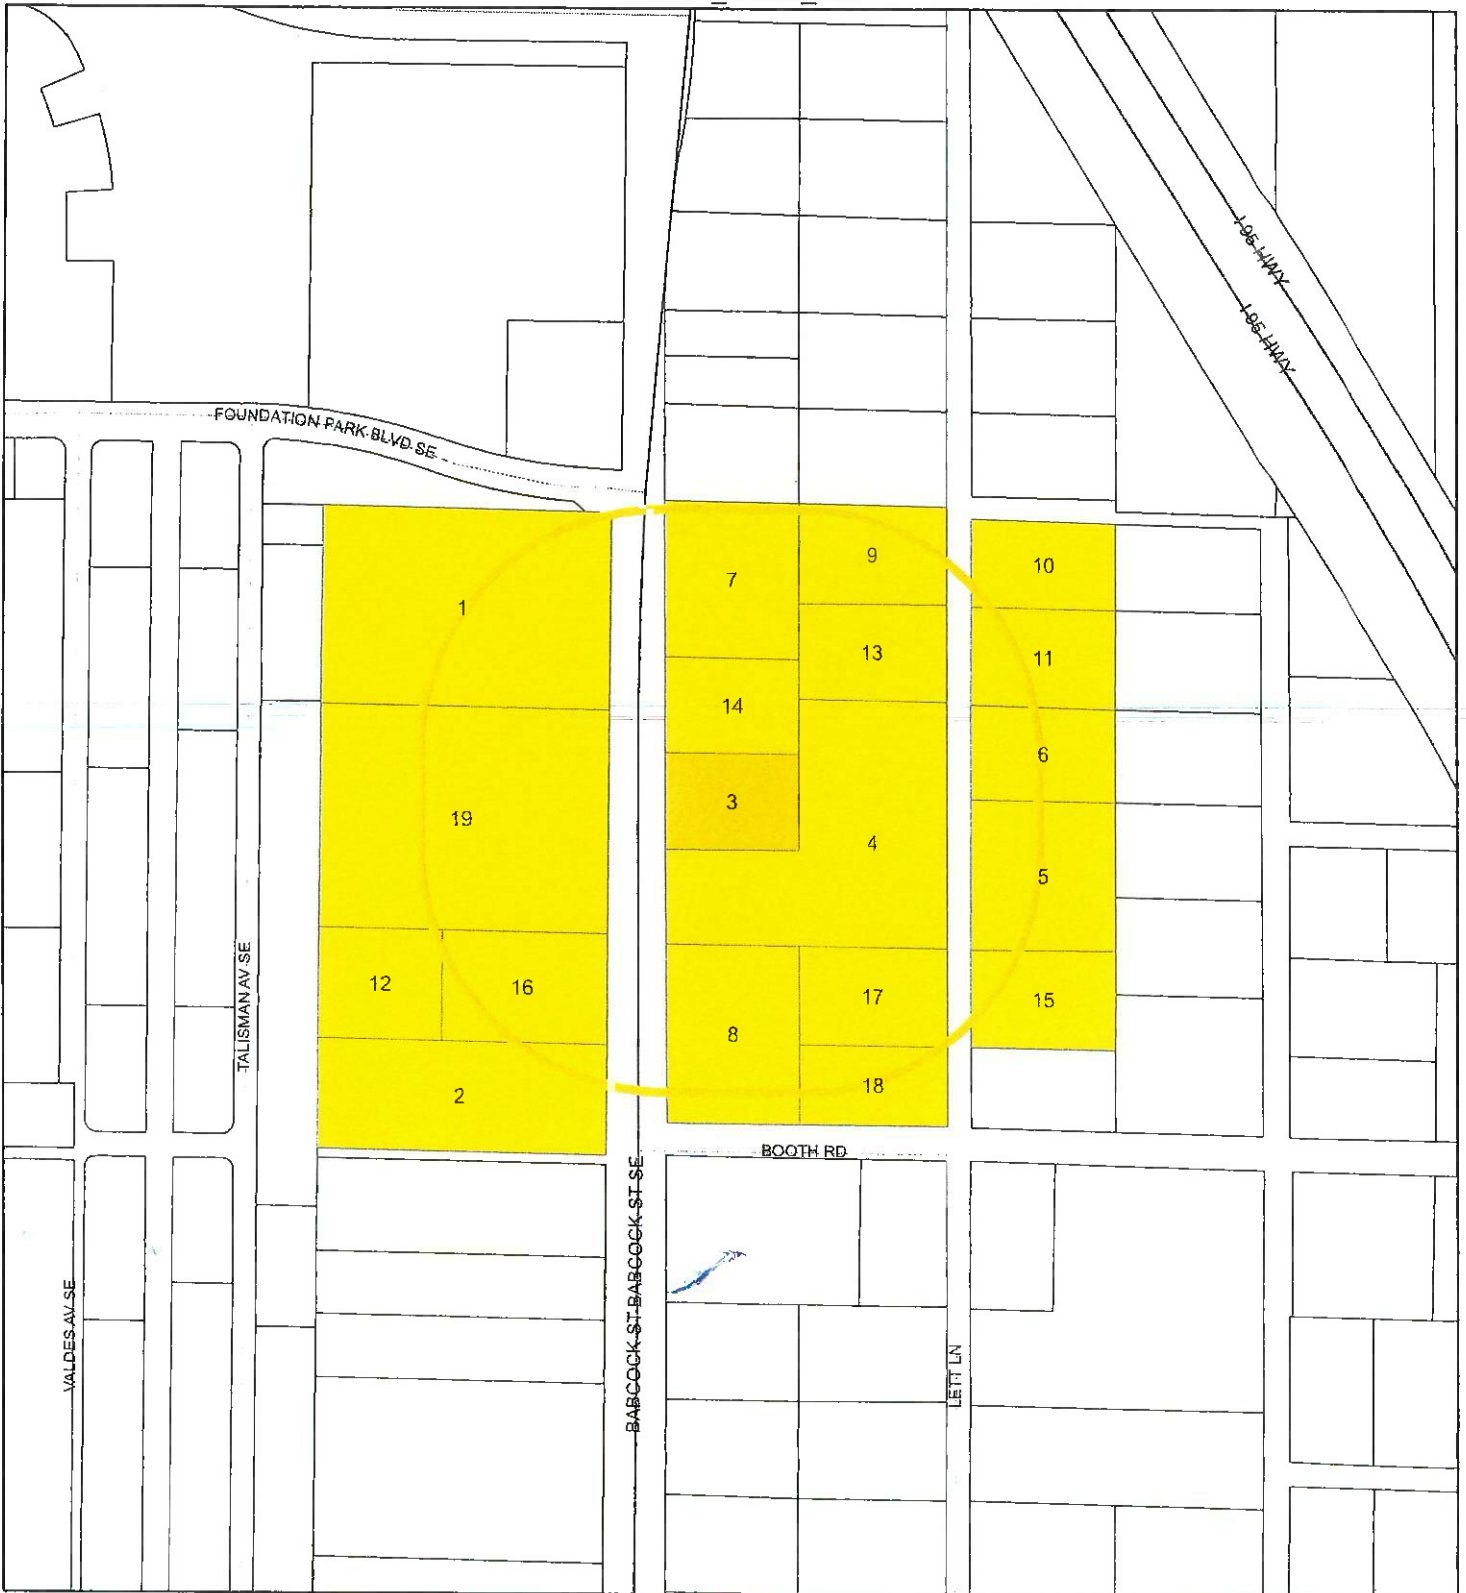 I-95 HWY
I-95 HWY
FOUNDATION PARK BLVD SE
9
7
10
1
13
11
14
6
3
19
4
5
12
16
17
15
8
18
2
TALISMAN AV SE
BOOTH RD
BABCOCK ST BABCOCK ST SE
VALDES AV SE
LETT LN